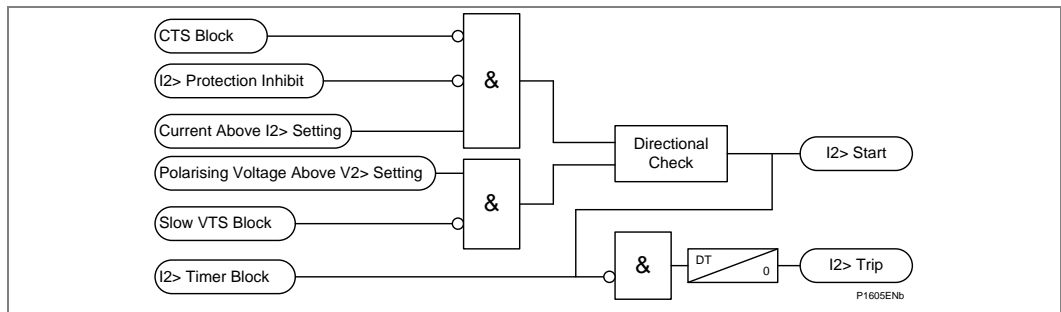 CTS Block
I2> Protection Inhibit
&
Current Above I2> Setting
Directional
Check
I2> Start
Polarising Voltage Above V2> Setting
&
Slow VTS Block
I2> Timer Block
&
DT
0
I2> Trip
P1605ENb